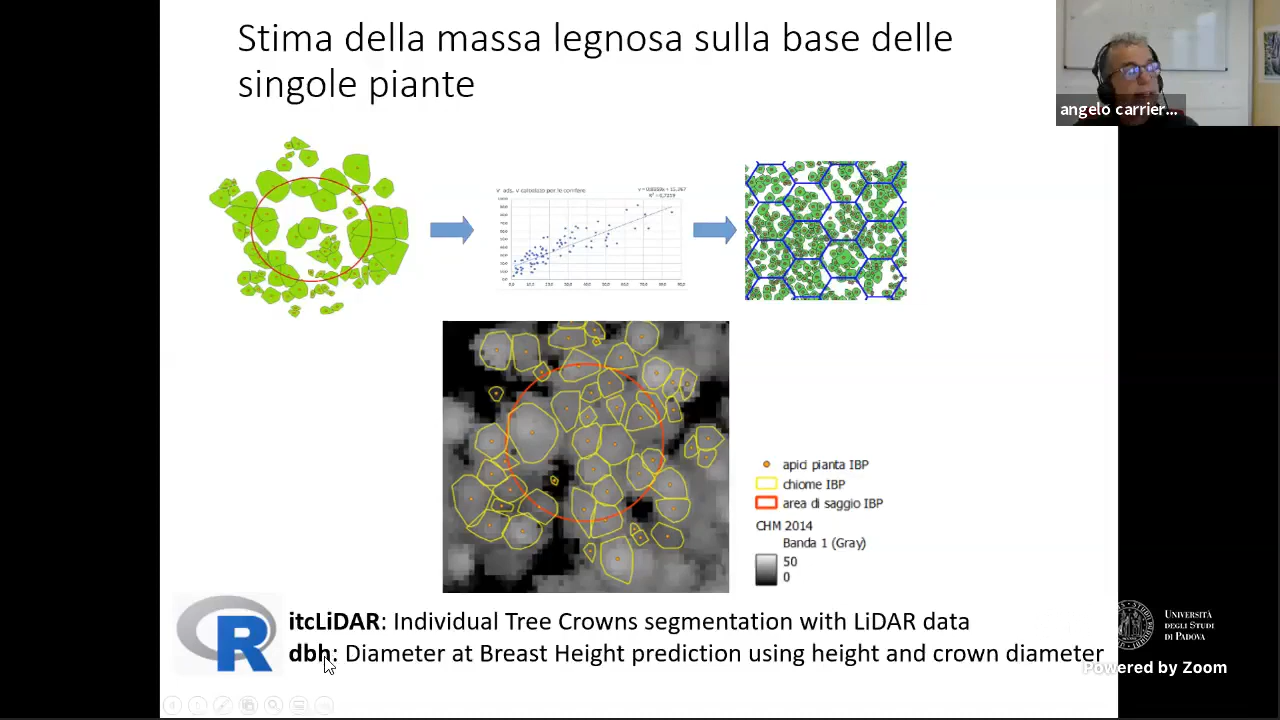 Stima della massa legnosa sulla base delle
singole piante
angelo carrier...
apici pianta IBP
chiome IBP
area di saggio IBP
CHM 2014
Banda 1 (Gray)
50
0
R
itcLiDAR: Individual Tree Crowns segmentation with LiDAR data
dbh: Diameter at Breast Height prediction using height and crown diameter
UNIVERSITÀ
DEGLI STUDI
DI PADOVA
Powered by Zoom